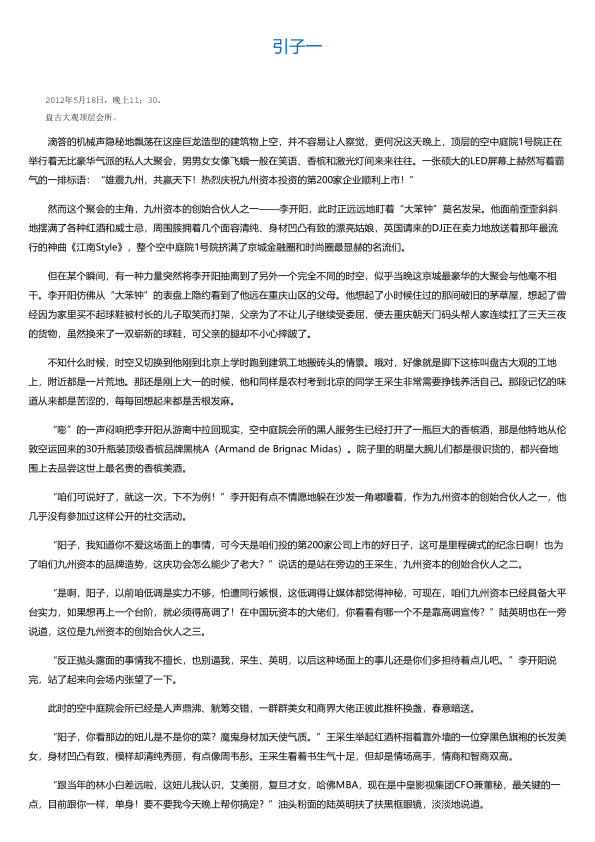 引子一
2012年5月18日，晚上11：30。
盘古大观顶层会所。
滴答的机械声隐秘地飘荡在这座巨龙造型的建筑物上空，并不容易让人察觉，更何况这天晚上，顶层的空中庭院1号院正在
举行着无比豪华气派的私人大聚会，男男女女像飞蛾一般在笑语、香槟和激光灯间来来往往。一张硕大的LED屏幕上赫然写着霸
气的一排标语：“雄震九州，共赢天下！热烈庆祝九州资本投资的第200家企业顺利上市！”
然而这个聚会的主角，九州资本的创始合伙人之一——李开阳，此时正远远地盯着“大笨钟”莫名发呆。他面前歪歪斜斜
地摆满了各种红酒和威士忌，周围簇拥着几个面容清纯、身材凹凸有致的漂亮姑娘，英国请来的DJ正在卖力地放送着那年最流
行的神曲《江南Style》，整个空中庭院1号院挤满了京城金融圈和时尚圈最显赫的名流们。
但在某个瞬间，有一种力量突然将李开阳抽离到了另外一个完全不同的时空，似乎当晚这京城最豪华的大聚会与他毫不相
干。李开阳仿佛从“大笨钟”的表盘上隐约看到了他远在重庆山区的父母。他想起了小时候住过的那间破旧的茅草屋，想起了曾
经因为家里买不起球鞋被村长的儿子取笑而打架，父亲为了不让儿子继续受委屈，便去重庆朝天门码头帮人家连续扛了三天三夜
的货物，虽然换来了一双崭新的球鞋，可父亲的腿却不小心摔跛了。
不知什么时候，时空又切换到他刚到北京上学时跑到建筑工地搬砖头的情景。哦对，好像就是脚下这栋叫盘古大观的工地
上，附近都是一片荒地。那还是刚上大一的时候，他和同样是农村考到北京的同学王采生非常需要挣钱养活自己。那段记忆的味
道从来都是苦涩的，每每回想起来都是舌根发麻。
“嘭”的一声闷响把李开阳从游离中拉回现实，空中庭院会所的黑人服务生已经打开了一瓶巨大的香槟酒，那是他特地从伦
敦空运回来的30升瓶装顶级香槟品牌黑桃A（Armand de Brignac Midas）。院子里的明星大腕儿们都是很识货的，都兴奋地
围上去品尝这世上最名贵的香槟美酒。
“咱们可说好了，就这一次，下不为例！”李开阳有点不情愿地躲在沙发一角嘟囔着，作为九州资本的创始合伙人之一，他
几乎没有参加过这样公开的社交活动。
“阳子，我知道你不爱这场面上的事情，可今天是咱们投的第200家公司上市的好日子，这可是里程碑式的纪念日啊！也为
了咱们九州资本的品牌造势，这庆功会怎么能少了老大？”说话的是站在旁边的王采生，九州资本的创始合伙人之二。
“是啊，阳子，以前咱低调是实力不够，怕遭同行嫉恨，这低调得让媒体都觉得神秘，可现在，咱们九州资本已经具备大平
台实力，如果想再上一个台阶，就必须得高调了！在中国玩资本的大佬们，你看看有哪一个不是靠高调宣传？”陆英明也在一旁
说道，这位是九州资本的创始合伙人之三。
“反正抛头露面的事情我不擅长，也别逼我，采生、英明，以后这种场面上的事儿还是你们多担待着点儿吧。”李开阳说
完，站了起来向会场内张望了一下。
此时的空中庭院会所已经是人声鼎沸、觥筹交错，一群群美女和商界大佬正彼此推杯换盏，春意暗送。
“阳子，你看那边的妞儿是不是你的菜？魔鬼身材加天使气质。”王采生举起红酒杯指着靠外墙的一位穿黑色旗袍的长发美
女，身材凹凸有致，模样却清纯秀丽，有点像周韦彤。王采生看着书生气十足，但却是情场高手，情商和智商双高。
“跟当年的林小白差远啦，这妞儿我认识，艾美丽，复旦才女，哈佛MBA，现在是中皇影视集团CFO兼董秘，最关键的一
点，目前跟你一样，单身！要不要我今天晚上帮你搞定？”油头粉面的陆英明扶了扶黑框眼镜，淡淡地说道。